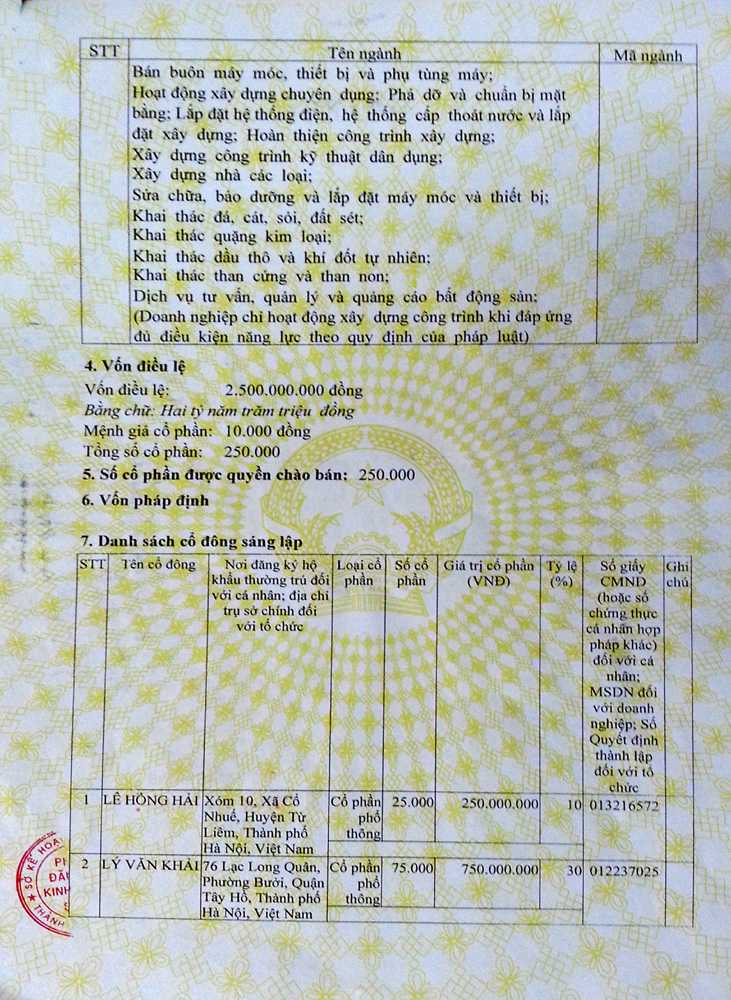 STT Tên ngành Mã ngành
Bán buôn máy móc, thiết bị và phụ tùng máy;
Hoạt động xây dựng chuyên dụng; Phá dỡ và chuẩn bị mặt
bằng; Lắp đặt hệ thống điện, hệ thống cấp thoát nước và lắp
đặt xây dựng; Hoàn thiện công trình xây dựng;
Xây dựng công trình kỹ thuật dân dụng;
Xây dựng nhà các loại;
Sửa chữa, bảo dưỡng và lắp đặt máy móc và thiết bị;
Khai thác đá, cát, sỏi, đất sét;
Khai thác quặng kim loại;
Khai thác dầu thô và khí đốt tự nhiên;
Khai thác than cứng và than non;
Dịch vụ tư vấn, quản lý và quảng cáo bất động sản;
(Doanh nghiệp chỉ hoạt động xây dựng công trình khi đáp ứng
đủ điều kiện năng lực theo quy định của pháp luật)
4. Vốn điều lệ
Vốn điều lệ: 2.500.000.000 đồng
Bằng chữ: Hai tỷ năm trăm triệu đồng
Mệnh giá cổ phần: 10.000 đồng
Tổng số cổ phần: 250.000
5. Số cổ phần được quyền chào bán: 250.000
6. Vốn pháp định
7. Danh sách cổ đông sáng lập
STT Tên cổ đông Nơi đăng ký hộ Loại cổ Số cổ Giá trị cổ phần Tỷ lệ Số giấy Ghi
khẩu thường trú đối phần phần (VNĐ) (%) CMND chú
với cá nhân; địa chỉ (hoặc số
trụ sở chính đối chứng thực
với tổ chức cá nhân hợp
pháp khác)
đối với cá
nhân;
MSDN đối
với doanh
nghiệp; Số
Quyết định
thành lập
đối với tổ
chức
1 LÊ HỒNG HẢI Xóm 10, Xã Cổ Cổ phần 25.000 250.000.000 10 013216572
Nhuế, Huyện Từ phổ
Liêm, Thành phố thông
Hà Nội, Việt Nam
2 LÝ VĂN KHẢI 76 Lạc Long Quân, Cổ phần 75.000 750.000.000 30 012237025
Phường Bưởi, Quận phổ
Tây Hồ, Thành phố thông
Hà Nội, Việt Nam
SỞ KẾ HOẠ
KINH
THÀNH